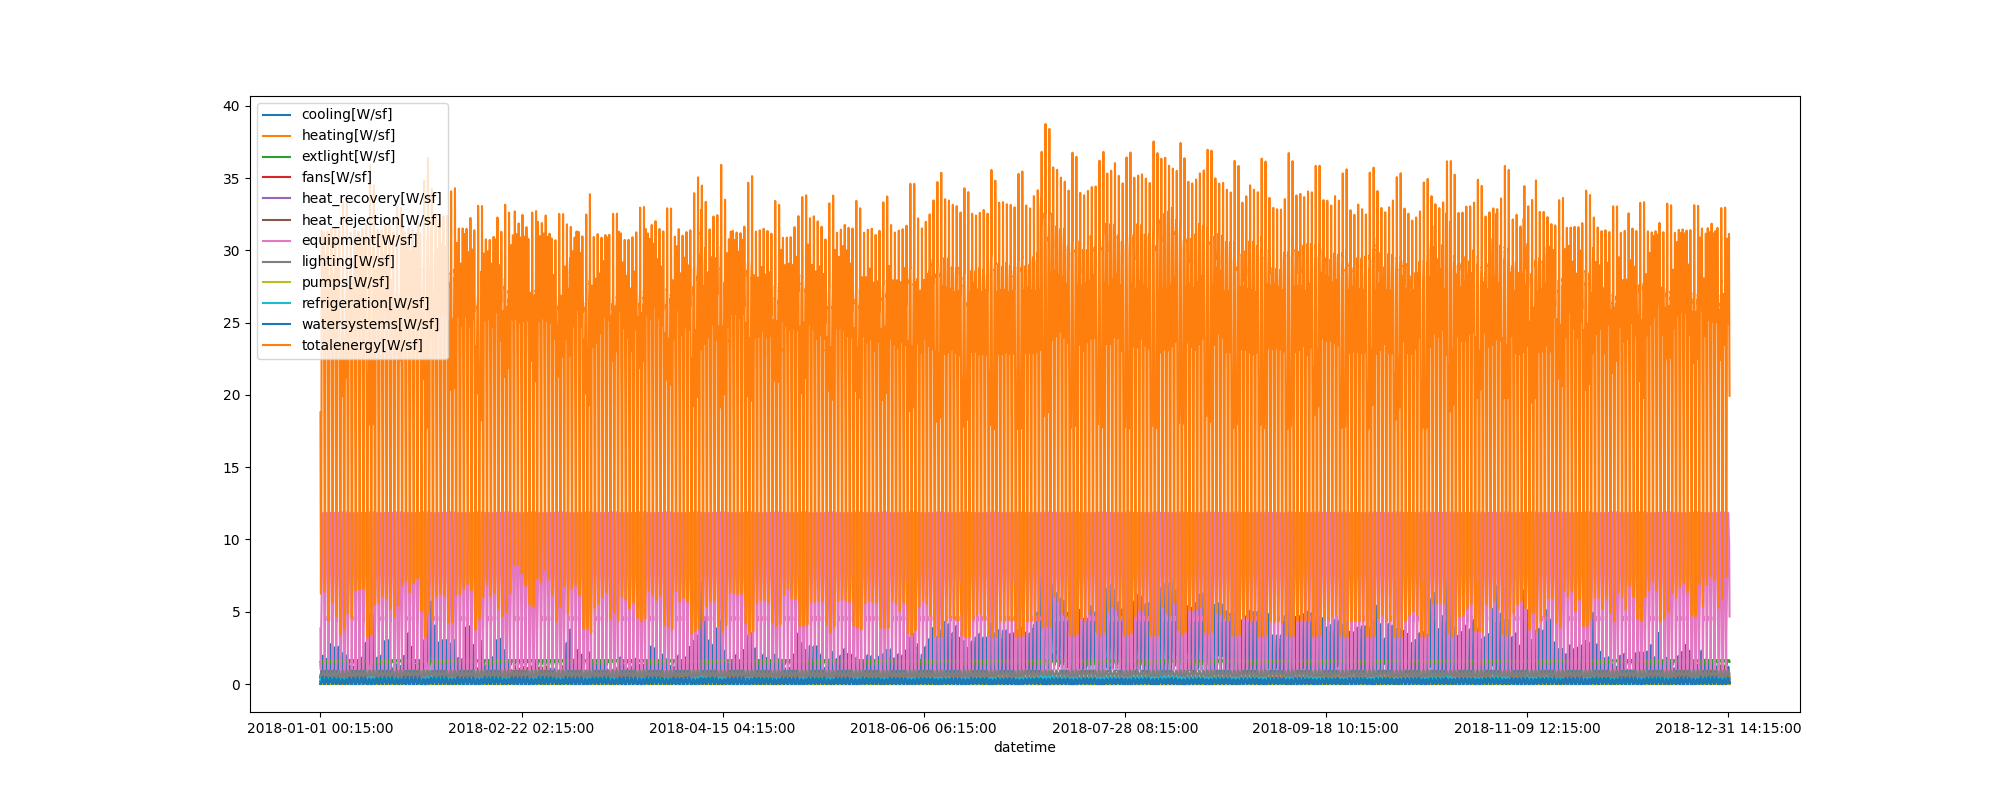 40
35
30
25
20
15
10
5
0
cooling[W/sf]
heating[W/sf]
extlight[W/sf]
fans[W/sf]
heat_recovery[W/sf]
heat_rejection[W/sf]
equipment[W/sf]
lighting[W/sf]
pumps[W/sf]
refrigeration[W/sf]
watersystems[W/sf]
totalenergy[W/sf]
2018-01-01 00:15:00 2018-02-22 02:15:00 2018-04-15 04:15:00 2018-06-06 06:15:00 2018-07-28 08:15:00 2018-09-18 10:15:00 2018-11-09 12:15:00 2018-12-31 14:15:00
datetime